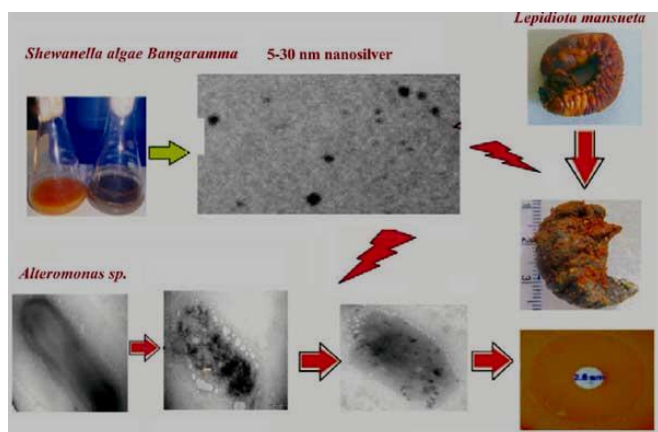 Lepidiota mansueta
Shewanella algae Bangaramma 5-30 nm nanosilver
Alteromonas sp.